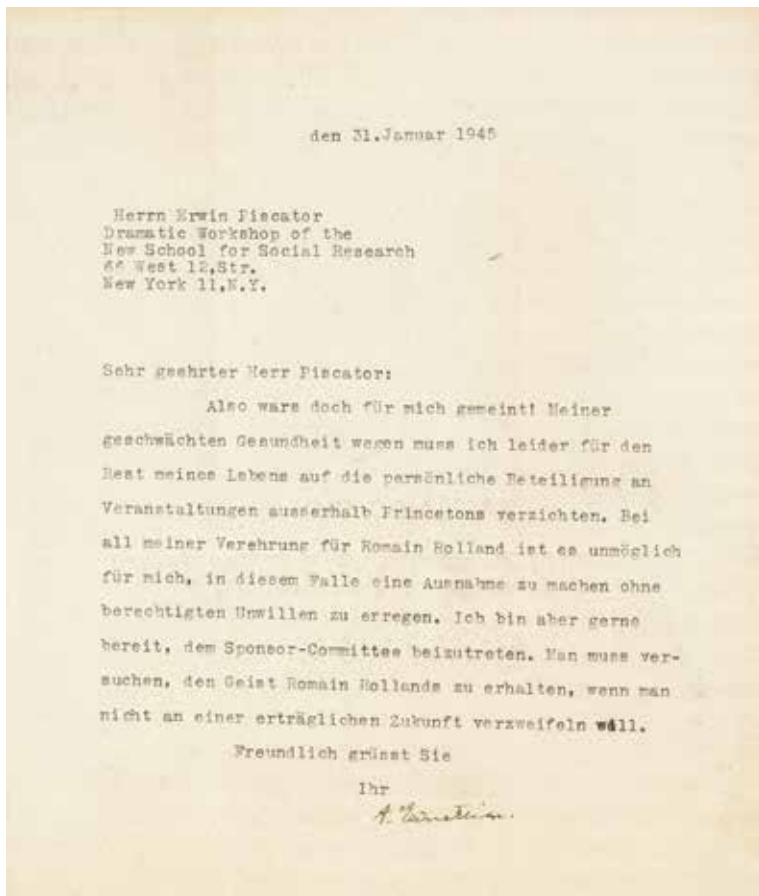 den 31.Januar 1945
Herrn Erwin Piscator
Dramatic Workshop of the
New School for Social Research
66 West 12,Str.
New York 11,N.Y.
Sehr geehrter Herr Piscator:
Also wars doch für mich gemeint! Meiner
geschwächten Gesundheit wegen muss ich leider für den
Rest meines Lebens auf die persönliche Beteiligung an
Veranstaltungen ausserhalb Princetons verzichten. Bei
all meiner Verehrung für Romain Rolland ist es unmöglich
für mich, in diesem Falle eine Ausnahme zu machen ohne
berechtigten Unwillen zu erregen. Ich bin aber gerne
bereit, dem Sponsor-Committee beizutreten. Man muss ver-
suchen, den Geist Romain Rollands zu erhalten, wenn man
nicht an einer erträglichen Zukunft verzweifeln will.
Freundlich grüsst Sie
Ihr
A. Einstein.